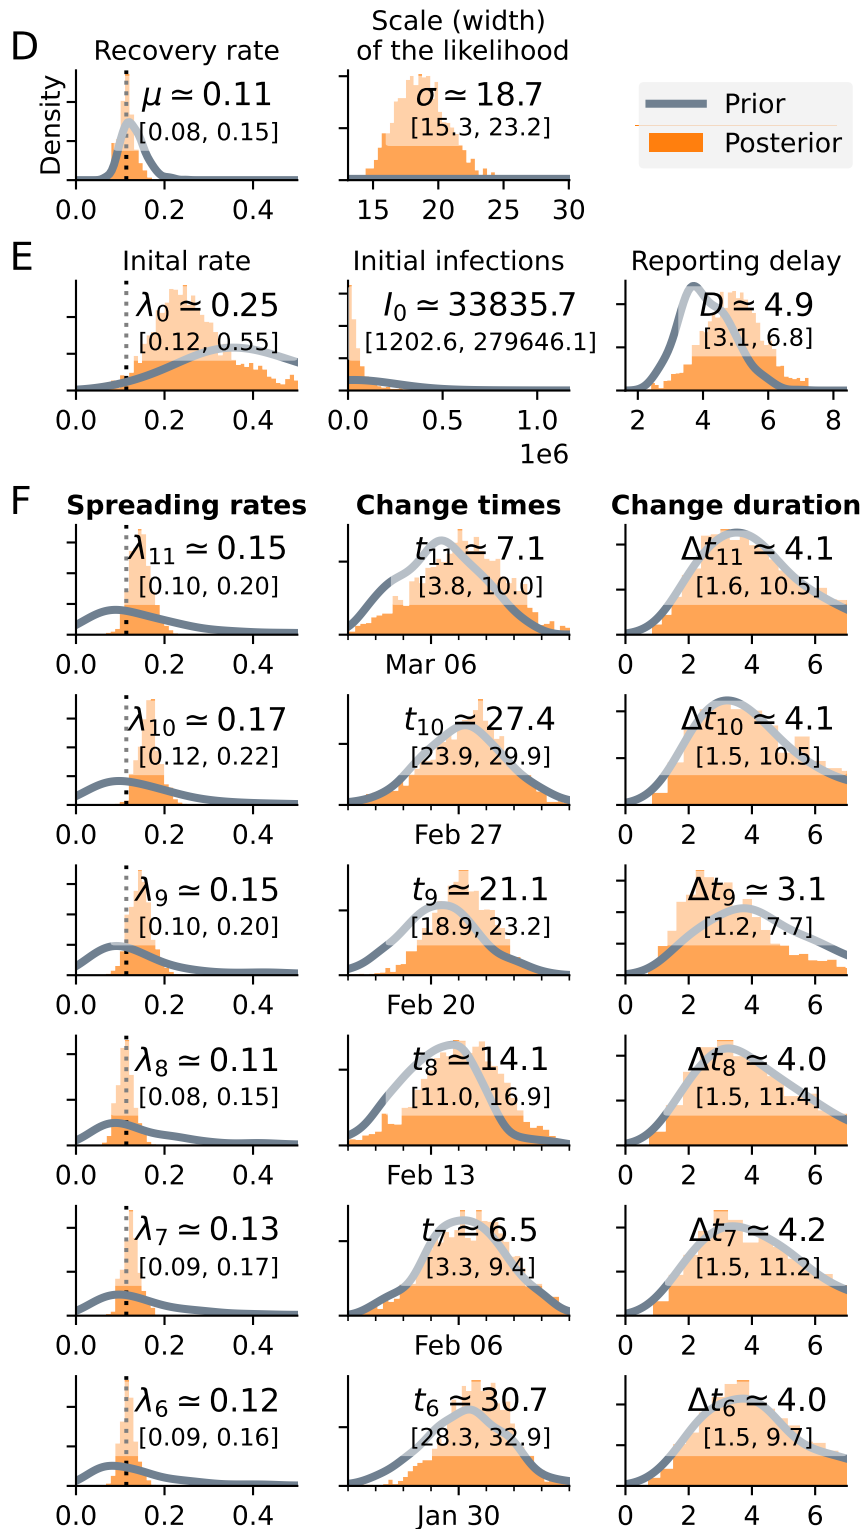 D
Recovery rate
Scale (width)
of the likelihood
Density
μ ≃ 0.11
[0.08, 0.15]
0.0 0.2 0.4
σ ≃ 18.7
[15.3, 23.2]
15 20 25 30
Prior
Posterior
E
Inital rate
λ0 ≃ 0.25
[0.12, 0.55]
0.0 0.2 0.4
Initial infections
I0 ≃ 33835.7
[1202.6, 279646.1]
0.0 0.5 1.0
1e6
Reporting delay
D ≃ 4.9
[3.1, 6.8]
2 4 6 8
F
Spreading rates Change times Change duration
λ11 ≃ 0.15
[0.10, 0.20]
0.0 0.2 0.4
t11 ≃ 7.1
[3.8, 10.0]
Mar 06
Δt11 ≃ 4.1
[1.6, 10.5]
0 2 4 6
λ10 ≃ 0.17
[0.12, 0.22]
0.0 0.2 0.4
t10 ≃ 27.4
[23.9, 29.9]
Feb 27
Δt10 ≃ 4.1
[1.5, 10.5]
0 2 4 6
λ9 ≃ 0.15
[0.10, 0.20]
0.0 0.2 0.4
t9 ≃ 21.1
[18.9, 23.2]
Feb 20
Δt9 ≃ 3.1
[1.2, 7.7]
0 2 4 6
λ8 ≃ 0.11
[0.08, 0.15]
0.0 0.2 0.4
t8 ≃ 14.1
[11.0, 16.9]
Feb 13
Δt8 ≃ 4.0
[1.5, 11.4]
0 2 4 6
λ7 ≃ 0.13
[0.09, 0.17]
0.0 0.2 0.4
t7 ≃ 6.5
[3.3, 9.4]
Feb 06
Δt7 ≃ 4.2
[1.5, 11.2]
0 2 4 6
λ6 ≃ 0.12
[0.09, 0.16]
0.0 0.2 0.4
t6 ≃ 30.7
[28.3, 32.9]
Jan 30
Δt6 ≃ 4.0
[1.5, 9.7]
0 2 4 6